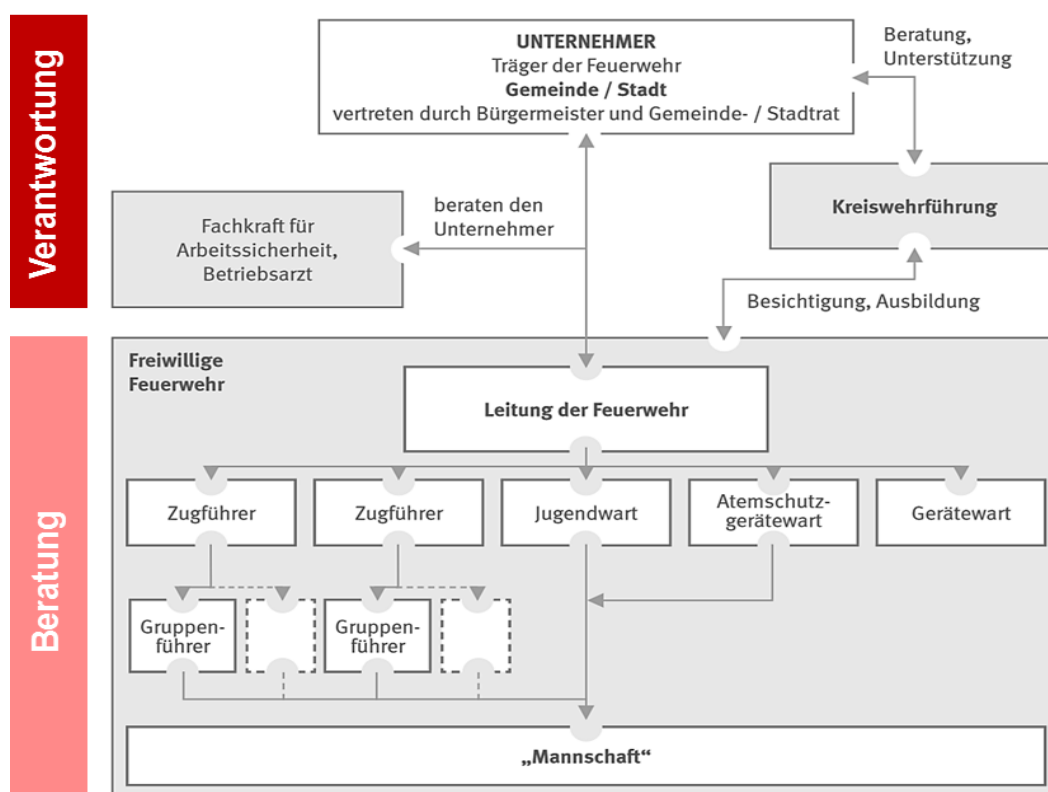 Verantwortung
UNTERNEHMER
Träger der Feuerwehr
Gemeinde / Stadt
vertreten durch Bürgermeister und Gemeinde- / Stadtrat
Beratung,
Unterstützung
Fachkraft für
Arbeitssicherheit,
Betriebsarzt
beraten den
Unternehmer
Kreiswehrführung
Besichtigung, Ausbildung
Beratung
Freiwillige
Feuerwehr
Leitung der Feuerwehr
Zugführer
Zugführer
Jugendwart
Atemschutz-
gerätewart
Gerätewart
Gruppen-
führer
Gruppen-
führer
„Mannschaft“